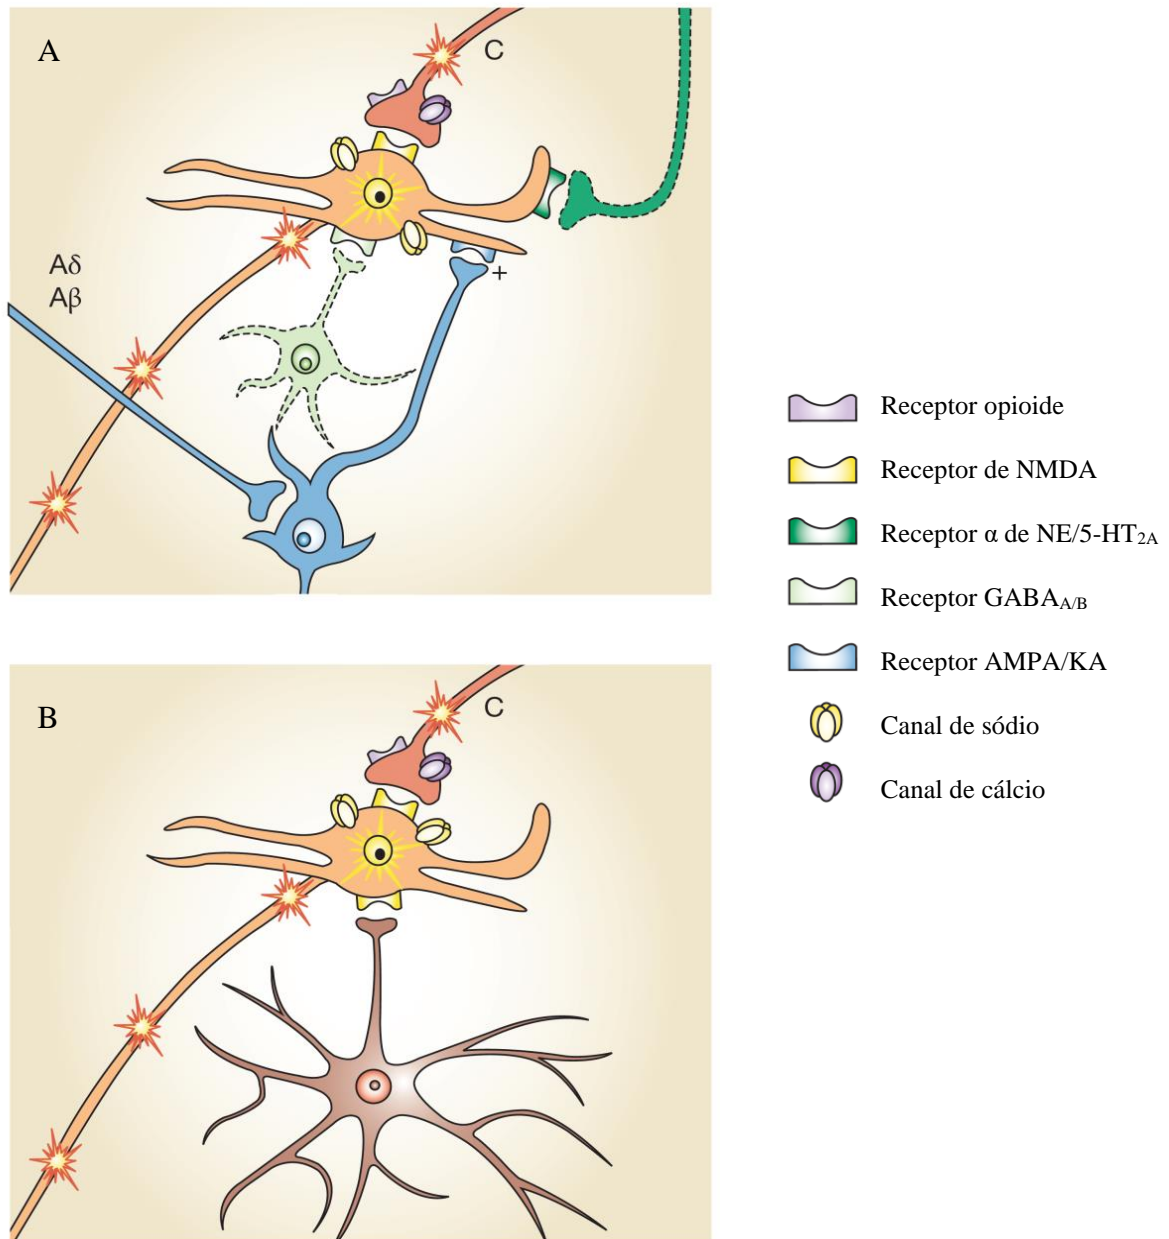 A
C
Aδ
Aβ
+
Receptor opioide
Receptor de NMDA
Receptor α de NE/5-HT2A
Receptor GABAA/B
Receptor AMPA/KA
Canal de sódio
Canal de cálcio
B
C